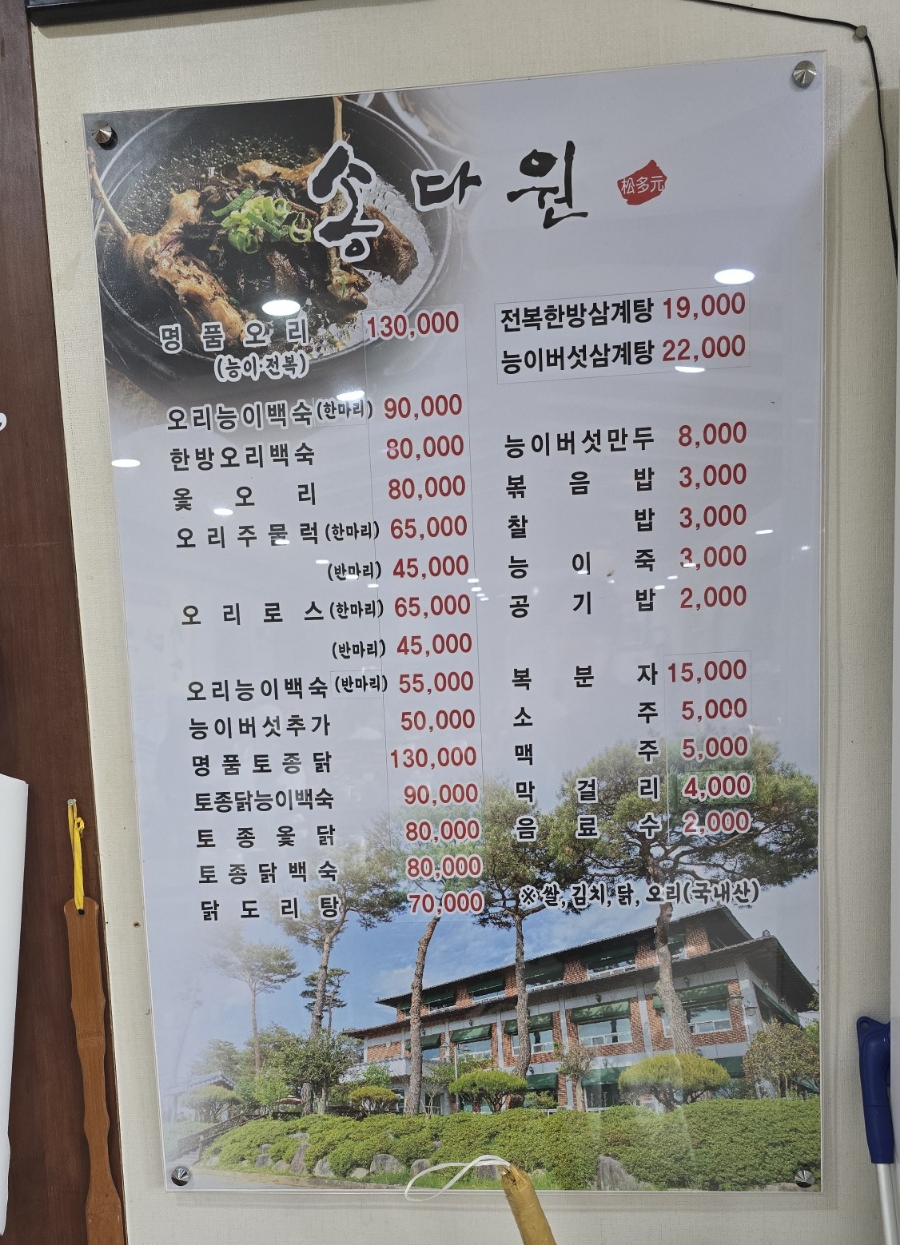 송다원 松多元
명품오리 130,000
(능이·전복)
오리능이백숙(한마리) 90,000
한방오리백숙 80,000
옻오리 80,000
오리주물럭(한마리) 65,000
(반마리) 45,000
오리로스(한마리) 65,000
(반마리) 45,000
오리능이백숙(반마리) 55,000
능이버섯추가 50,000
명품토종닭 130,000
토종닭능이백숙 90,000
토종옻닭 80,000
토종닭백숙 80,000
닭도리탕 70,000
전복한방삼계탕 19,000
능이버섯삼계탕 22,000
능이버섯만두 8,000
볶음밥 3,000
찰밥 3,000
능이죽 3,000
공기밥 2,000
복분자 15,000
소주 5,000
맥주 5,000
막걸리 4,000
음료수 2,000
※쌀,김치,닭,오리(국내산)